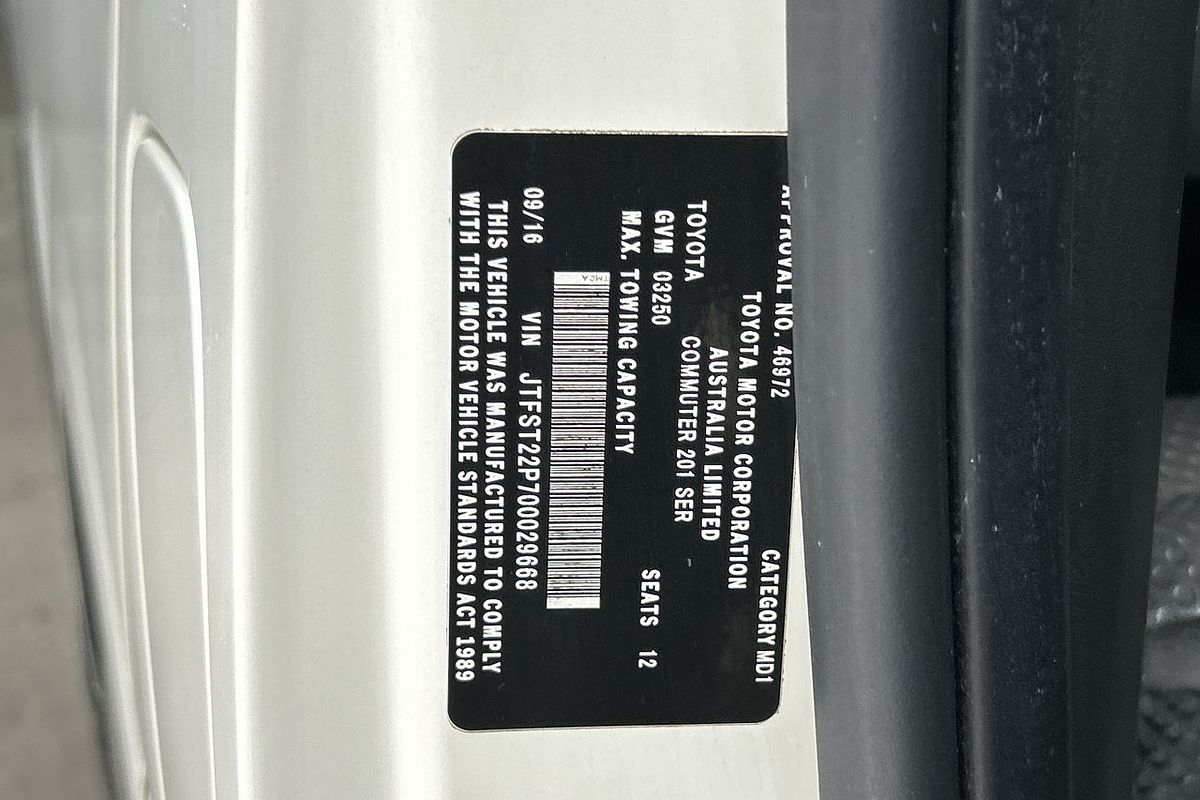 APPROVAL NO. 46972 CATEGORY MD1
TOYOTA MOTOR CORPORATION
AUSTRALIA LIMITED
TOYOTA COMMUTER 201 SER
GVM 03250 SEATS 12
MAX. TOWING CAPACITY
TMCA
09/16 VIN JTFST22P700029668
THIS VEHICLE WAS MANUFACTURED TO COMPLY
WITH THE MOTOR VEHICLE STANDARDS ACT 1989